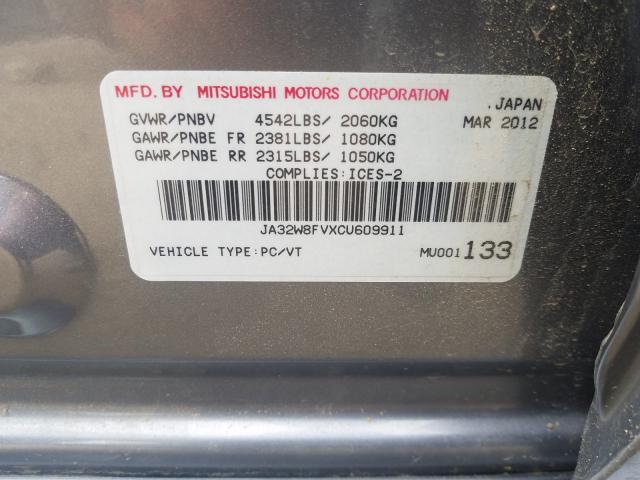 MFD. BY MITSUBISHI MOTORS CORPORATION
, JAPAN
GVWR/PNBV 4542LBS/ 2060KG MAR 2012
GAWR/PNBE FR 2381LBS/ 1080KG
GAWR/PNBE RR 2315LBS/ 1050KG
COMPLIES:ICES-2
JA32W8FVXCU609911
VEHICLE TYPE:PC/VT MU001133